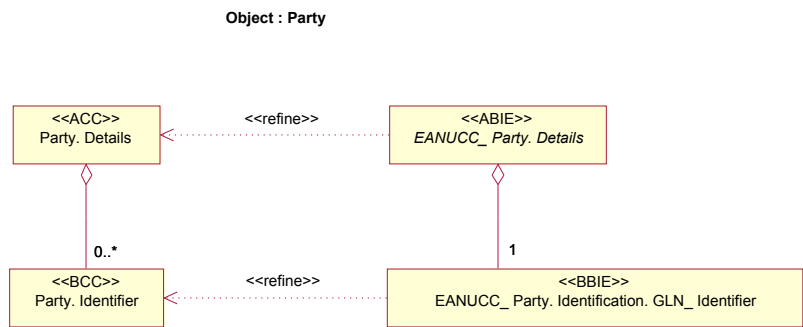 Object : Party
<<ACC>>
Party. Details
<<refine>>
<<ABIE>>
EANUCC_ Party. Details
0..*
1
<<BCC>>
Party. Identifier
<<refine>>
<<BBIE>>
EANUCC_ Party. Identification. GLN_ Identifier